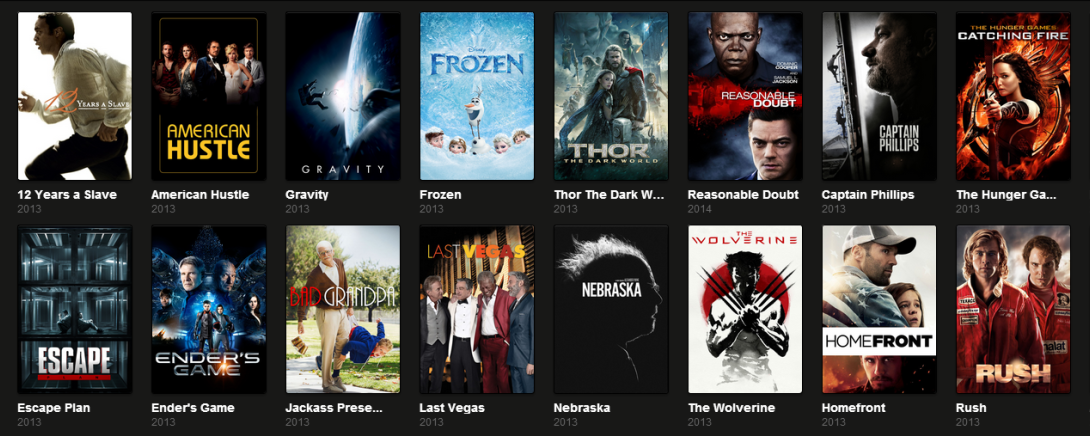 12 YEARS A SLAVE
AMERICAN
HUSTLE
GRAVITY
Disney
FROZEN
THOR
THE DARK WORLD
DOMINIC
COOPER
AND
SAMUEL L.
JACKSON
REASONABLE
DOUBT
CAPTAIN
PHILLIPS
THE HUNGER GAMES
CATCHING FIRE
12 Years a Slave
American Hustle
Gravity
Frozen
Thor The Dark W...
Reasonable Doubt
Captain Phillips
The Hunger Ga...
2013
2013
2013
2013
2013
2014
2013
2013
ESCAPE
ENDER'S
GAME
BAD GRANDPA
LAST VEGAS
NEBRASKA
THE
WOLVERINE
HOMEFRONT
RUSH
Escape Plan
Ender's Game
Jackass Prese...
Last Vegas
Nebraska
The Wolverine
Homefront
Rush
2013
2013
2013
2013
2013
2013
2013
2013